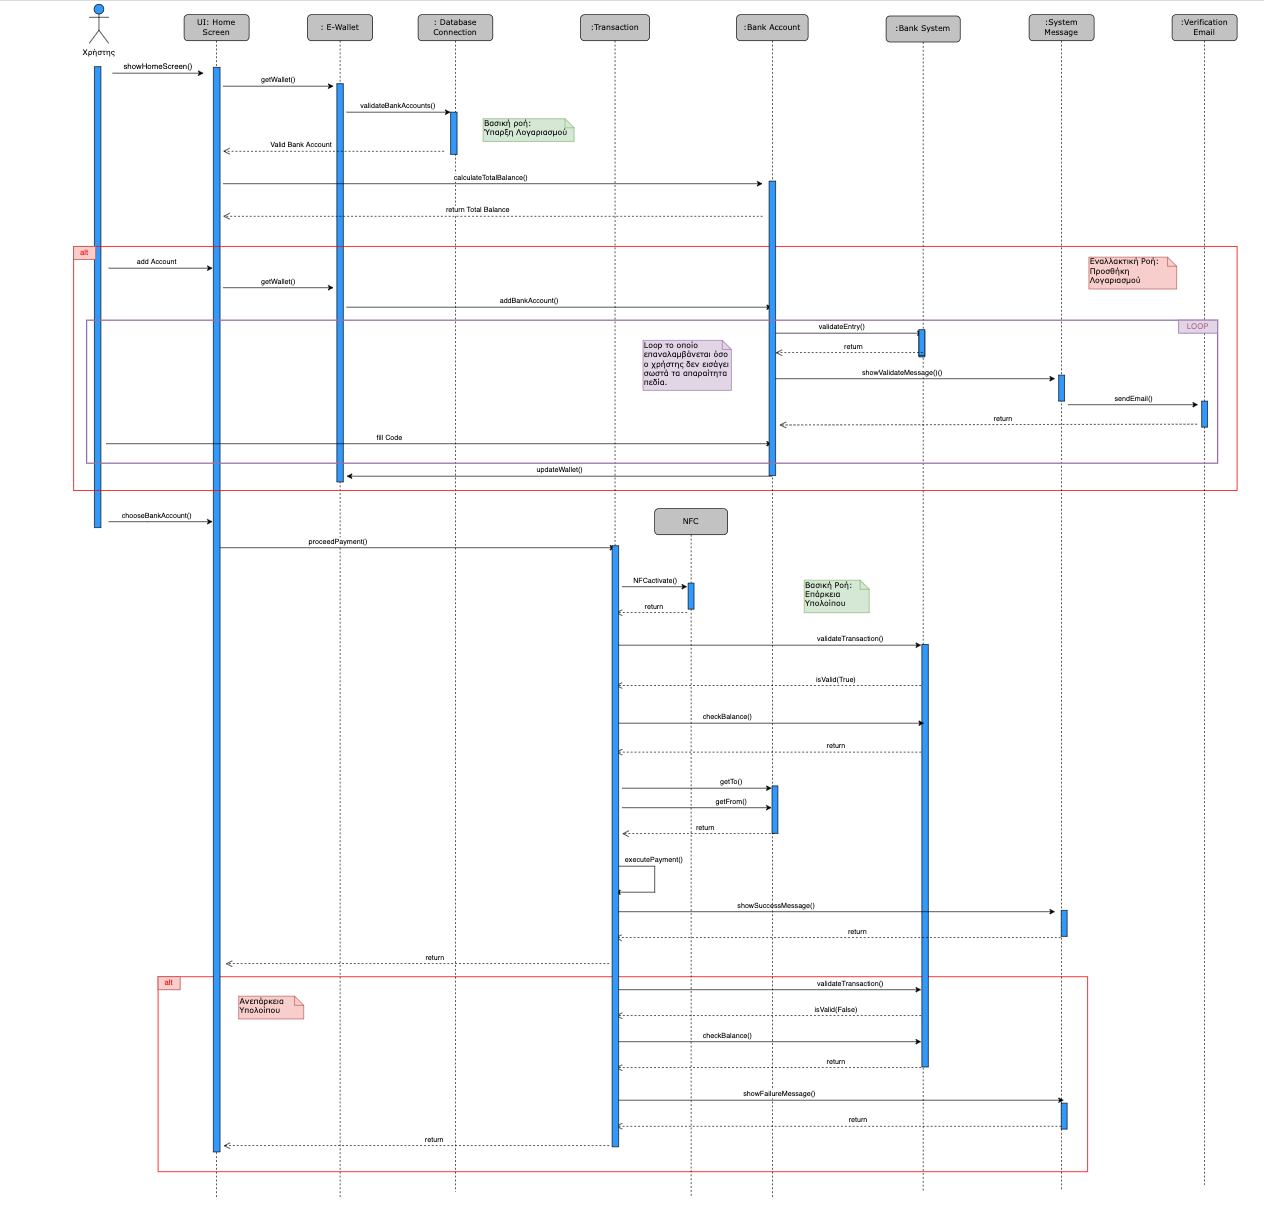 UI: Home
Screen
: E-Wallet
: Database
Connection
:Transaction
:Bank Account
:Bank System
:System
Message
:Verification
Email
Χρήστης
showHomeScreen()
getWallet()
validateBankAccounts()
Βασική ροή:
Ύπαρξη Λογαριασμού
Valid Bank Account
calculateTotalBalance()
return Total Balance
alt
add Account
Εναλλακτική Ροή:
Προσθήκη
Λογαριασμού
getWallet()
addBankAccount()
LOOP
validateEntry()
return
Loop το οποίο
επαναλαμβάνεται όσο
ο χρήστης δεν εισάγει
σωστά τα απαραίτητα
πεδία.
showValidateMessage()()
sendEmail()
return
fill Code
updateWallet()
chooseBankAccount()
NFC
proceedPayment()
NFCactivate()
return
Βασική Ροή:
Επάρκεια
Υπολοίπου
validateTransaction()
isValid(True)
checkBalance()
return
getTo()
getFrom()
return
executePayment()
showSuccessMessage()
return
return
alt
validateTransaction()
Ανεπάρκεια
Υπολοίπου
isValid(False)
checkBalance()
return
showFailureMessage()
return
return